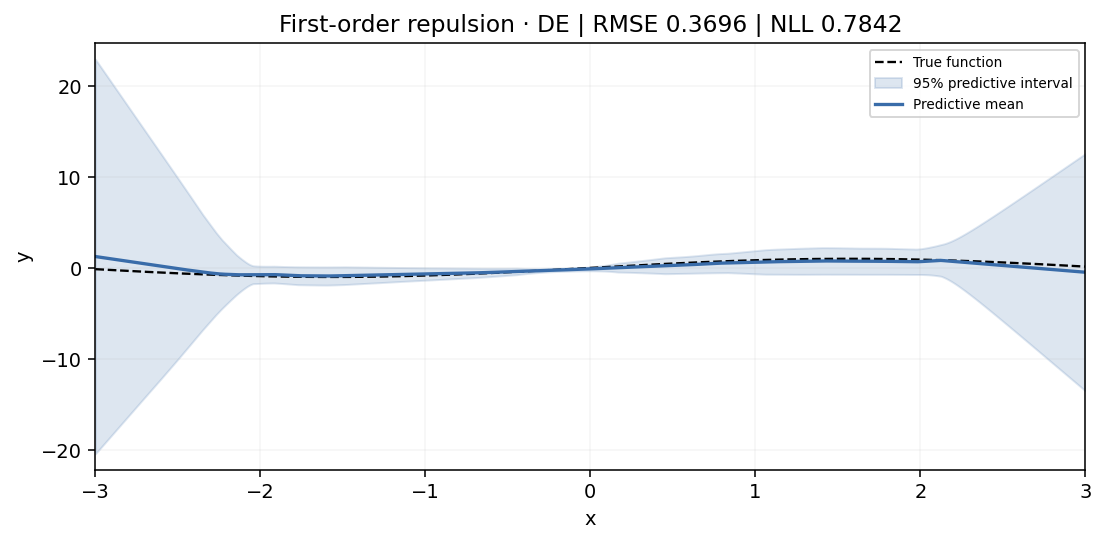 First-order repulsion · DE | RMSE 0.3696 | NLL 0.7842
True function
95% predictive interval
Predictive mean
y
20
10
0
−10
−20
−3
−2
−1
0
1
2
3
x